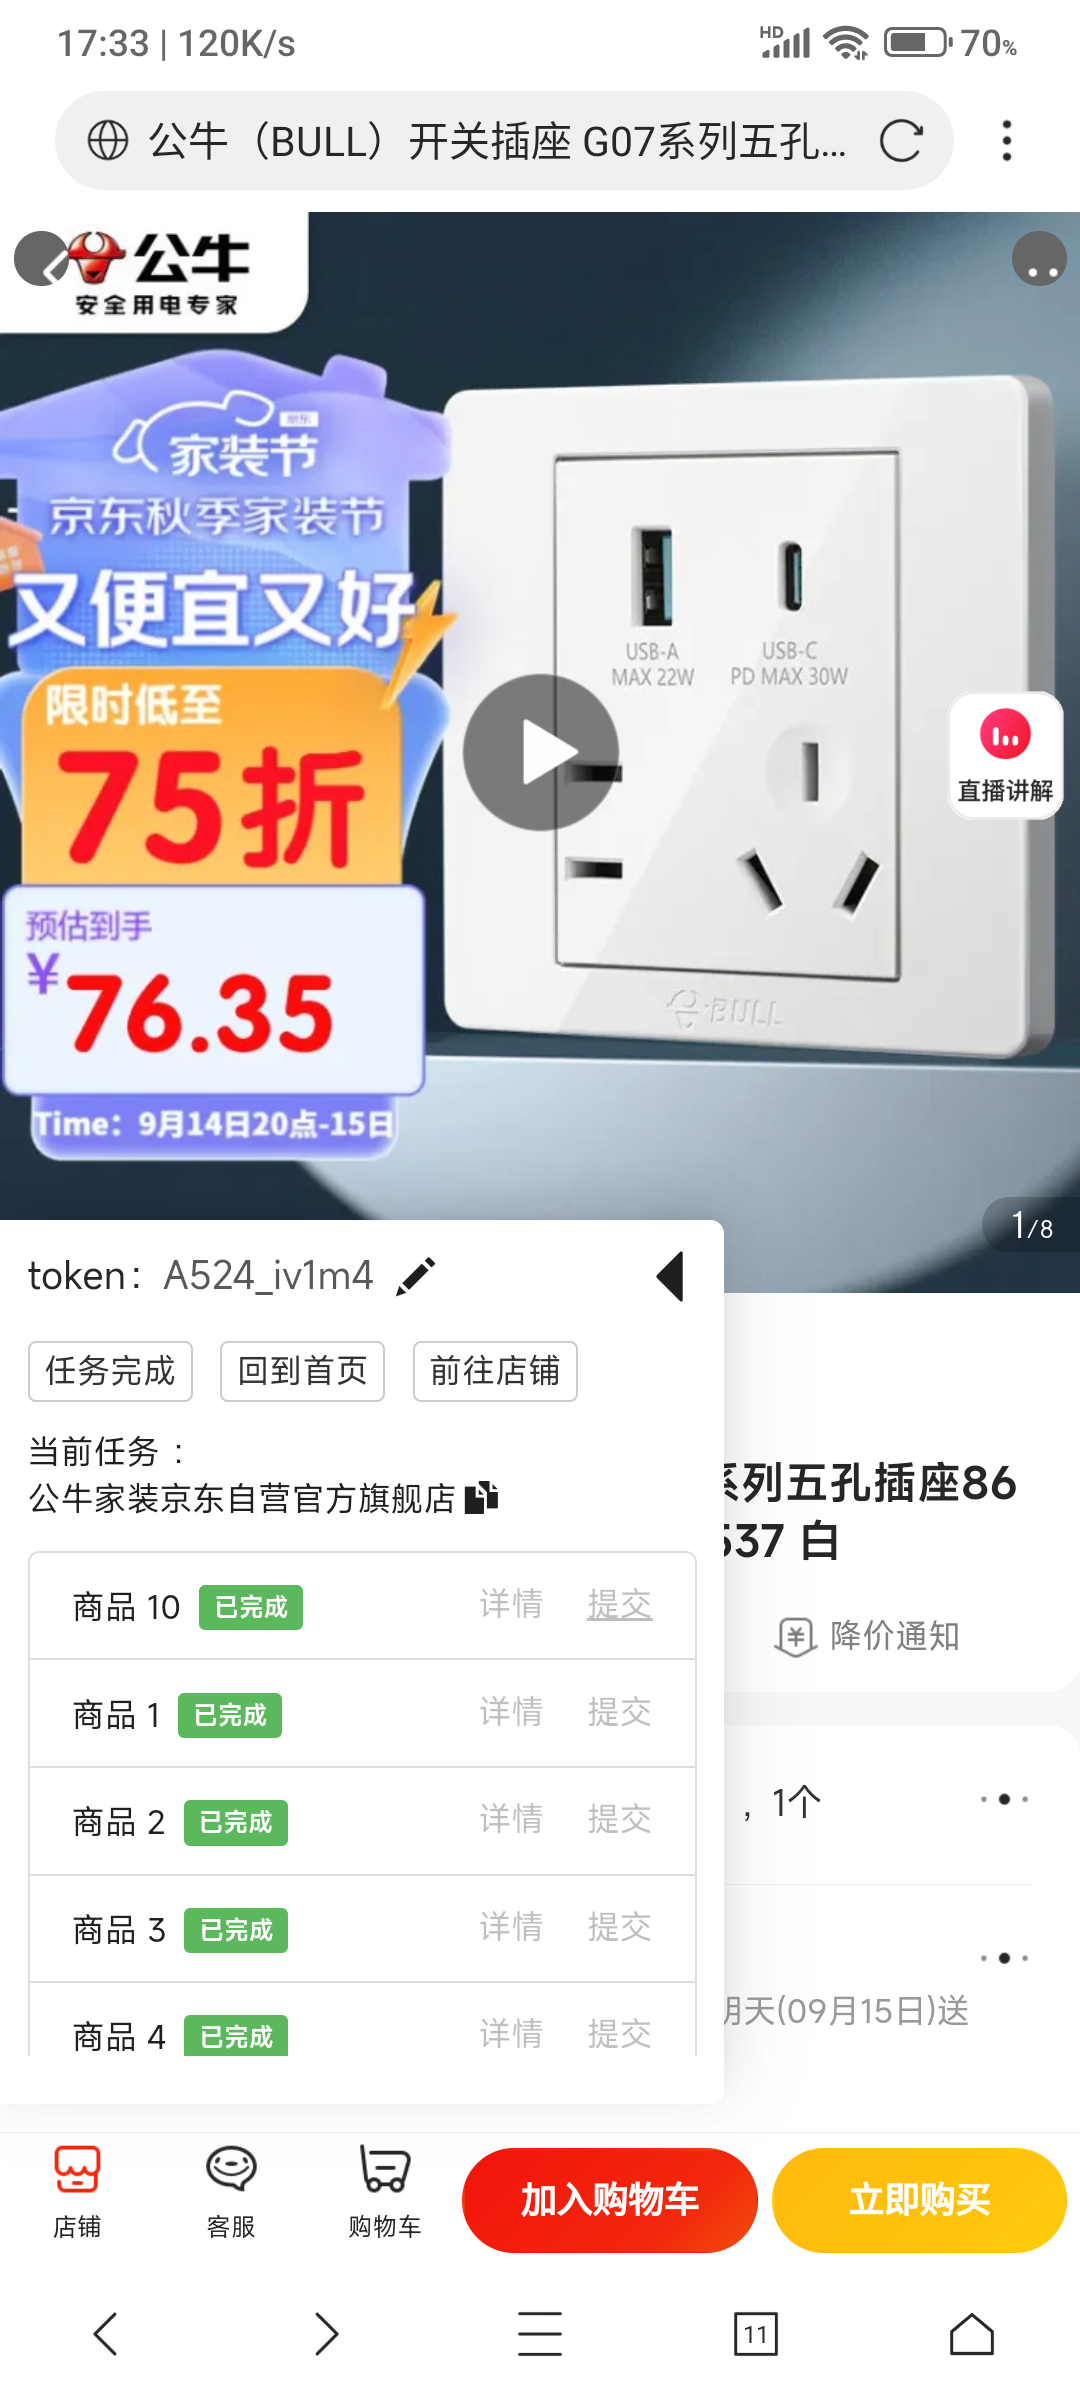 17:33 | 120K/s
HD
70%
公牛（BULL）开关插座 G07系列五孔...
公牛
安全用电专家
京东
家装节
京东秋季家装节
又便宜又好
限时低至
75折
预估到手
¥76.35
Time：9月14日20点-15日
USB-A
MAX 22W
USB-C
PD MAX 30W
BULL
直播讲解
1/8
token： A524_iv1m4
任务完成
回到首页
前往店铺
当前任务 ：
公牛家装京东自营官方旗舰店
系列五孔插座86
537 白
商品 10 已完成 详情 提交
降价通知
商品 1 已完成 详情 提交
，1个
商品 2 已完成 详情 提交
商品 3 已完成 详情 提交
明天(09月15日)送
商品 4 已完成 详情 提交
店铺
客服
购物车
加入购物车
立即购买
11